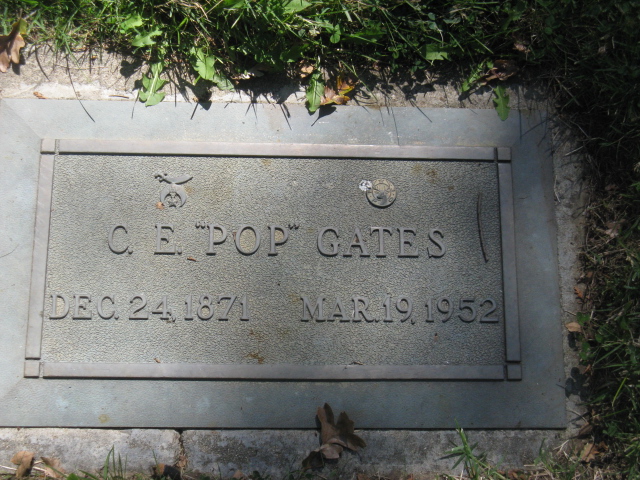 C. E. "POP" GATES
DEC. 24, 1871 MAR. 19, 1952